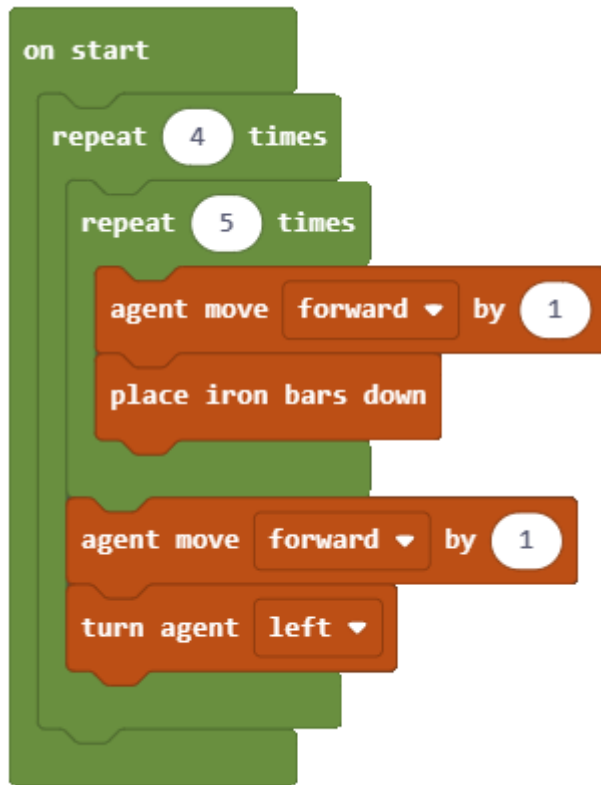 on start
repeat 4 times
repeat 5 times
agent move forward by 1
place iron bars down
agent move forward by 1
turn agent left